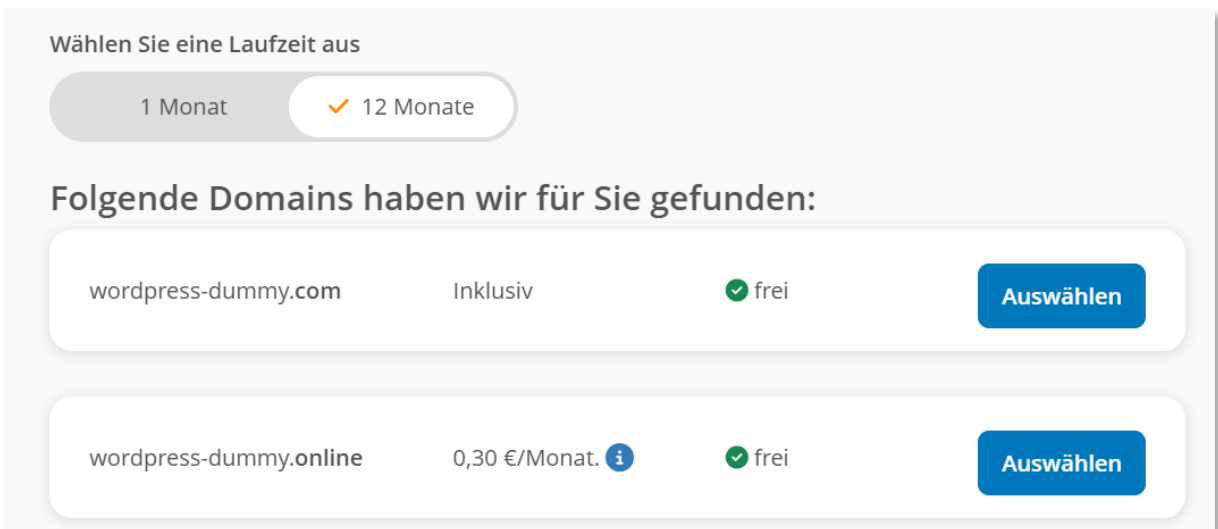 Wählen Sie eine Laufzeit aus
1 Monat 12 Monate
Folgende Domains haben wir für Sie gefunden:
wordpress-dummy.com Inklusiv frei Auswählen
wordpress-dummy.online 0,30 €/Monat. i frei Auswählen